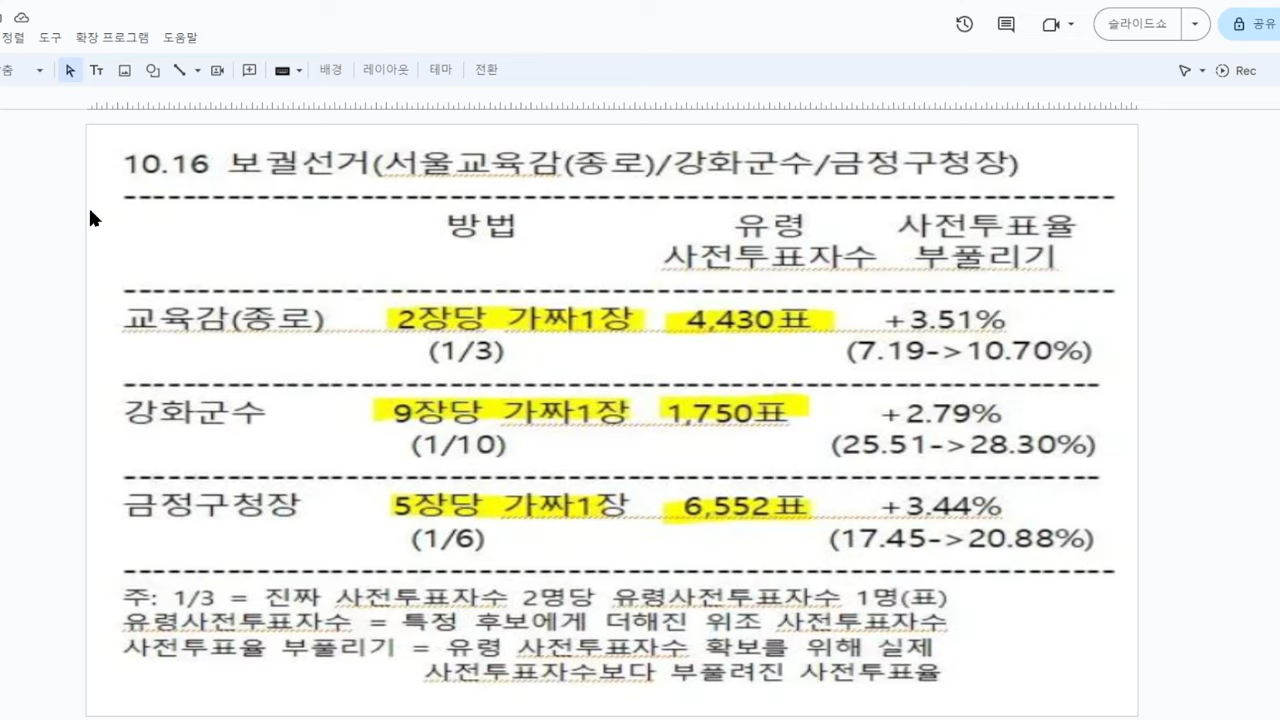 정렬 도구 확장 프로그램 도움말
슬라이드쇼
공유
배경 레이아웃 테마 전환
Rec
10.16 보궐선거(서울교육감(종로)/강화군수/금정구청장)
방법 유령 사전투표율
사전투표자수 부풀리기
교육감(종로) 2장당 가짜1장 4,430표 +3.51%
(1/3) (7.19->10.70%)
강화군수 9장당 가짜1장 1,750표 +2.79%
(1/10) (25.51->28.30%)
금정구청장 5장당 가짜1장 6,552표 +3.44%
(1/6) (17.45->20.88%)
주: 1/3 = 진짜 사전투표자수 2명당 유령사전투표자수 1명(표)
유령사전투표자수 = 특정 후보에게 더해진 위조 사전투표자수
사전투표율 부풀리기 = 유령 사전투표자수 확보를 위해 실제
사전투표자수보다 부풀려진 사전투표율